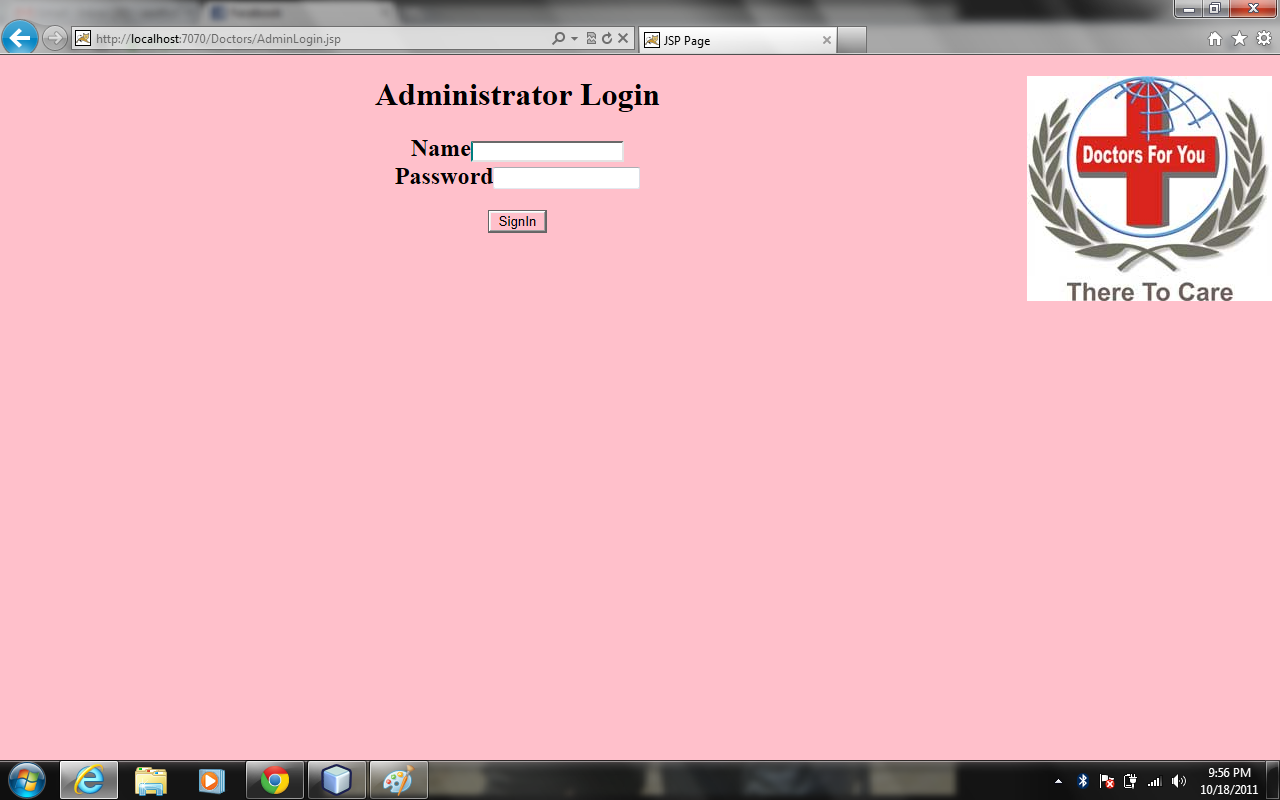 Facebook
http://localhost:7070/Doctors/AdminLogin.jsp
JSP Page
Administrator Login
Name
Password
SignIn
Doctors For You
There To Care
9:56 PM
10/18/2011